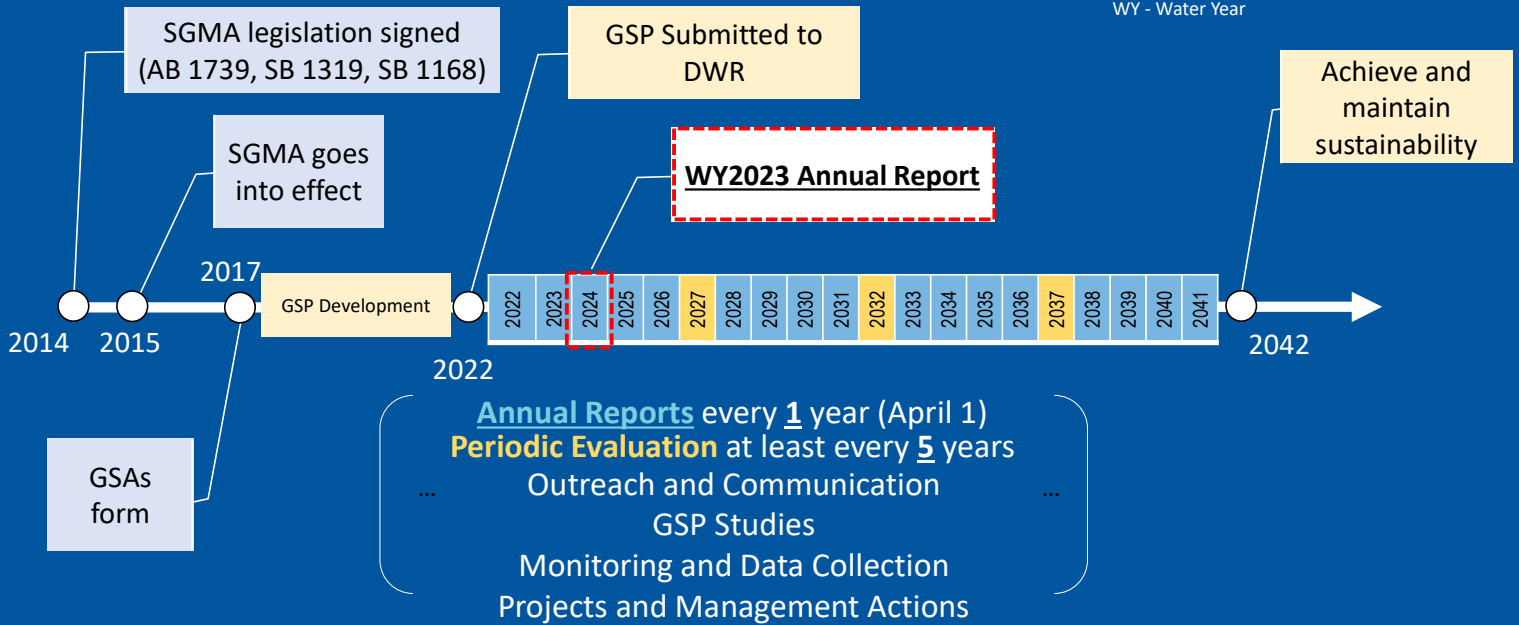 WY - Water Year
SGMA legislation signed
(AB 1739, SB 1319, SB 1168)
GSP Submitted to
DWR
Achieve and
maintain
sustainability
SGMA goes
into effect
WY2023 Annual Report
2014
2015
2017
GSP Development
2022
2022
2023
2024
2025
2026
2027
2028
2029
2030
2031
2032
2033
2034
2035
2036
2037
2038
2039
2040
2041
2042
GSAs
form
Annual Reports every 1 year (April 1)
Periodic Evaluation at least every 5 years
... Outreach and Communication ...
GSP Studies
Monitoring and Data Collection
Projects and Management Actions